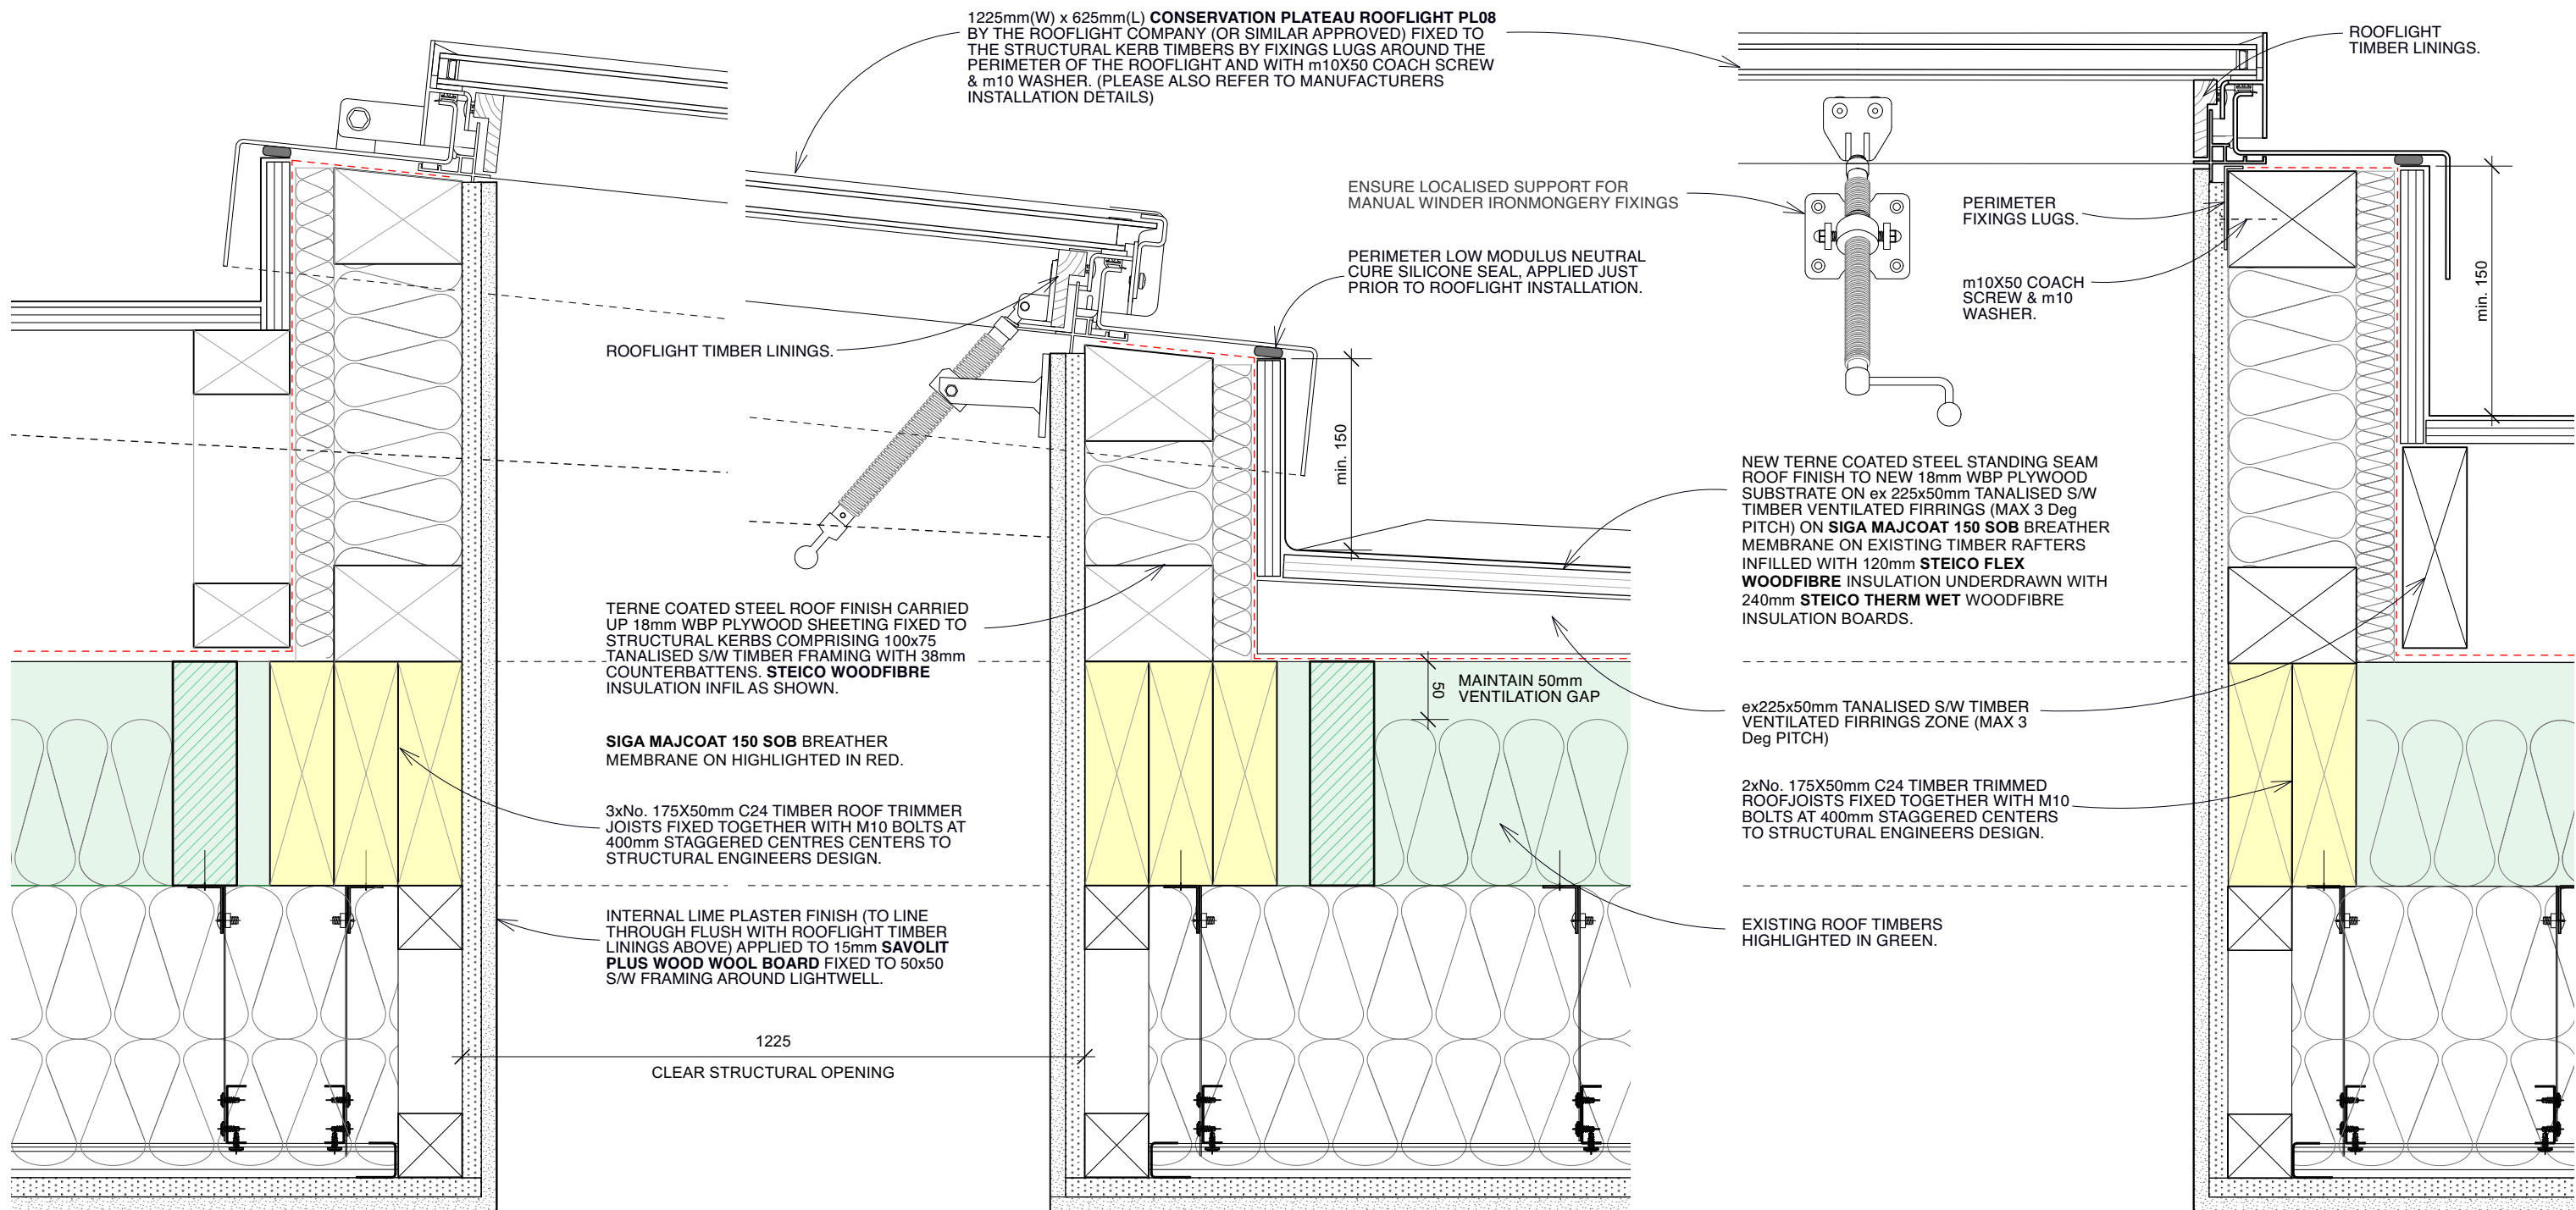 1225mm(W) x 625mm(L) CONSERVATION PLATEAU ROOFLIGHT PL08
BY THE ROOFLIGHT COMPANY (OR SIMILAR APPROVED) FIXED TO
THE STRUCTURAL KERB TIMBERS BY FIXINGS LUGS AROUND THE
PERIMETER OF THE ROOFLIGHT AND WITH m10X50 COACH SCREW
& m10 WASHER. (PLEASE ALSO REFER TO MANUFACTURERS
INSTALLATION DETAILS)
ROOFLIGHT
TIMBER LININGS.
ENSURE LOCALISED SUPPORT FOR
MANUAL WINDER IRONMONGERY FIXINGS
PERIMETER
FIXINGS LUGS.
PERIMETER LOW MODULUS NEUTRAL
CURE SILICONE SEAL, APPLIED JUST
PRIOR TO ROOFLIGHT INSTALLATION.
m10X50 COACH
SCREW & m10
WASHER.
min. 150
ROOFLIGHT TIMBER LININGS.
min. 150
NEW TERNE COATED STEEL STANDING SEAM
ROOF FINISH TO NEW 18mm WBP PLYWOOD
SUBSTRATE ON ex 225x50mm TANALISED S/W
TIMBER VENTILATED FIRRINGS (MAX 3 Deg
PITCH) ON SIGA MAJCOAT 150 SOB BREATHER
MEMBRANE ON EXISTING TIMBER RAFTERS
INFILLED WITH 120mm STEICO FLEX
WOODFIBRE INSULATION UNDERDRAWN WITH
240mm STEICO THERM WET WOODFIBRE
INSULATION BOARDS.
TERNE COATED STEEL ROOF FINISH CARRIED
UP 18mm WBP PLYWOOD SHEETING FIXED TO
STRUCTURAL KERBS COMPRISING 100x75
TANALISED S/W TIMBER FRAMING WITH 38mm
COUNTERBATTENS. STEICO WOODFIBRE
INSULATION INFIL AS SHOWN.
50
MAINTAIN 50mm
VENTILATION GAP
ex225x50mm TANALISED S/W TIMBER
VENTILATED FIRRINGS ZONE (MAX 3
Deg PITCH)
SIGA MAJCOAT 150 SOB BREATHER
MEMBRANE ON HIGHLIGHTED IN RED.
2xNo. 175X50mm C24 TIMBER TRIMMED
ROOFJOISTS FIXED TOGETHER WITH M10
BOLTS AT 400mm STAGGERED CENTERS
TO STRUCTURAL ENGINEERS DESIGN.
3xNo. 175X50mm C24 TIMBER ROOF TRIMMER
JOISTS FIXED TOGETHER WITH M10 BOLTS AT
400mm STAGGERED CENTRES CENTERS TO
STRUCTURAL ENGINEERS DESIGN.
EXISTING ROOF TIMBERS
HIGHLIGHTED IN GREEN.
INTERNAL LIME PLASTER FINISH (TO LINE
THROUGH FLUSH WITH ROOFLIGHT TIMBER
LININGS ABOVE) APPLIED TO 15mm SAVOLIT
PLUS WOOD WOOL BOARD FIXED TO 50x50
S/W FRAMING AROUND LIGHTWELL.
1225
CLEAR STRUCTURAL OPENING